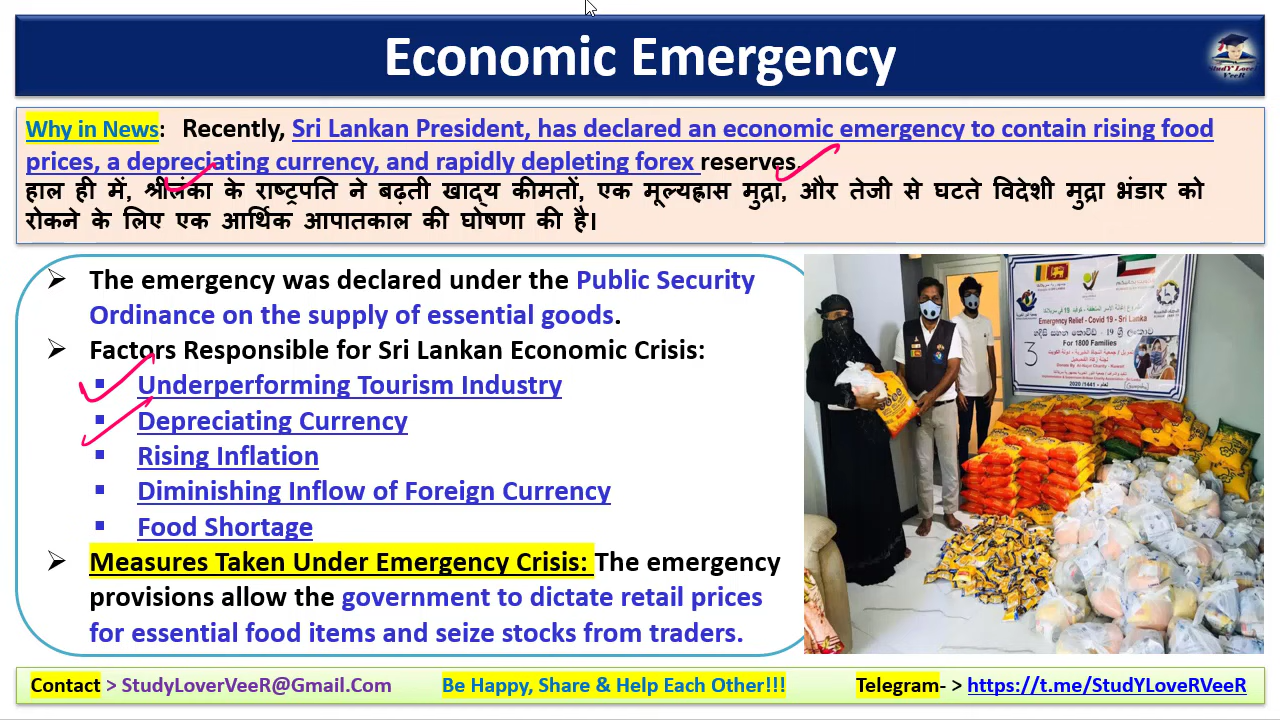 Economic Emergency
StudY Lover
VeeR
Why in News: Recently, Sri Lankan President, has declared an economic emergency to contain rising food
prices, a depreciating currency, and rapidly depleting forex reserves.
हाल ही में, श्रीलंका के राष्ट्रपति ने बढ़ती खाद्य कीमतों, एक मूल्यह्रास मुद्रा, और तेजी से घटते विदेशी मुद्रा भंडार को
रोकने के लिए एक आर्थिक आपातकाल की घोषणा की है।
➢ The emergency was declared under the Public Security
Ordinance on the supply of essential goods.
➢ Factors Responsible for Sri Lankan Economic Crisis:
▪ Underperforming Tourism Industry
▪ Depreciating Currency
▪ Rising Inflation
▪ Diminishing Inflow of Foreign Currency
▪ Food Shortage
➢ Measures Taken Under Emergency Crisis: The emergency
provisions allow the government to dictate retail prices
for essential food items and seize stocks from traders.
Emergency Relief - Covid 19 - Sri Lanka
For 1800 Families
3
2020 /1441
Contact > StudyLoverVeeR@Gmail.Com
Be Happy, Share & Help Each Other!!!
Telegram- > https://t.me/StudYLoveRVeeR